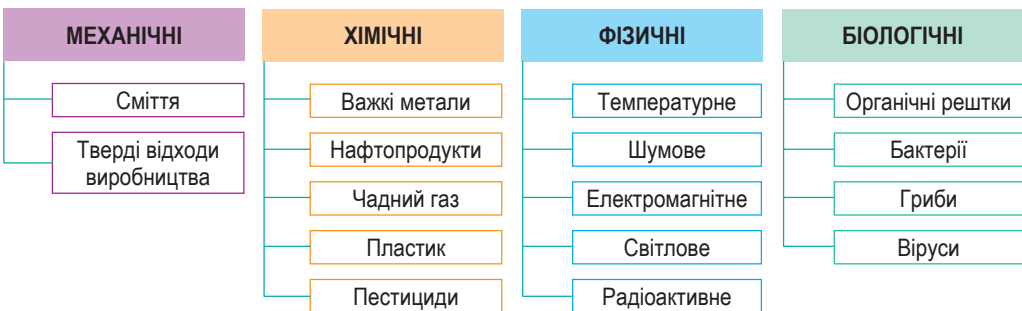 МЕХАНІЧНІ
Сміття
Тверді відходи
виробництва
ХІМІЧНІ
Важкі метали
Нафтопродукти
Чадний газ
Пластик
Пестициди
ФІЗИЧНІ
Температурне
Шумове
Електромагнітне
Світлове
Радіоактивне
БІОЛОГІЧНІ
Органічні рештки
Бактерії
Гриби
Віруси